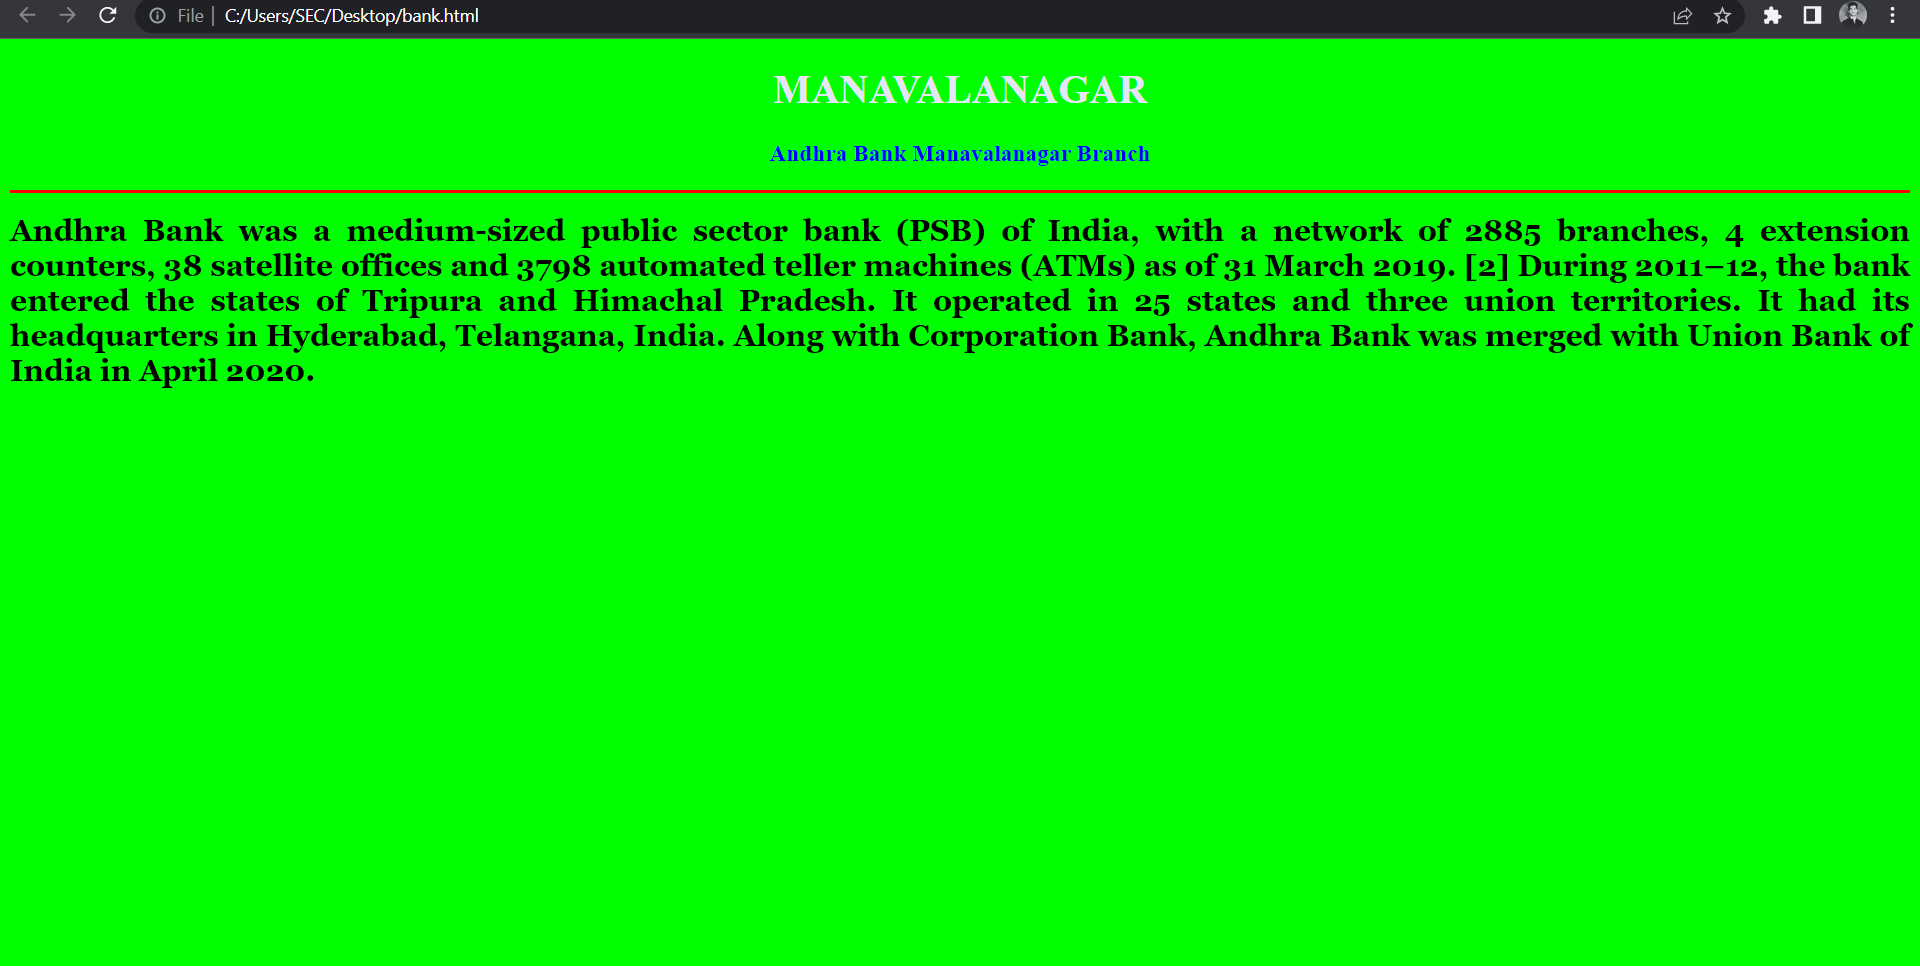 File | C:/Users/SEC/Desktop/bank.html
MANAVALANAGAR
Andhra Bank Manavalanagar Branch
Andhra Bank was a medium-sized public sector bank (PSB) of India, with a network of 2885 branches, 4 extension
counters, 38 satellite offices and 3798 automated teller machines (ATMs) as of 31 March 2019. [2] During 2011–12, the bank
entered the states of Tripura and Himachal Pradesh. It operated in 25 states and three union territories. It had its
headquarters in Hyderabad, Telangana, India. Along with Corporation Bank, Andhra Bank was merged with Union Bank of
India in April 2020.